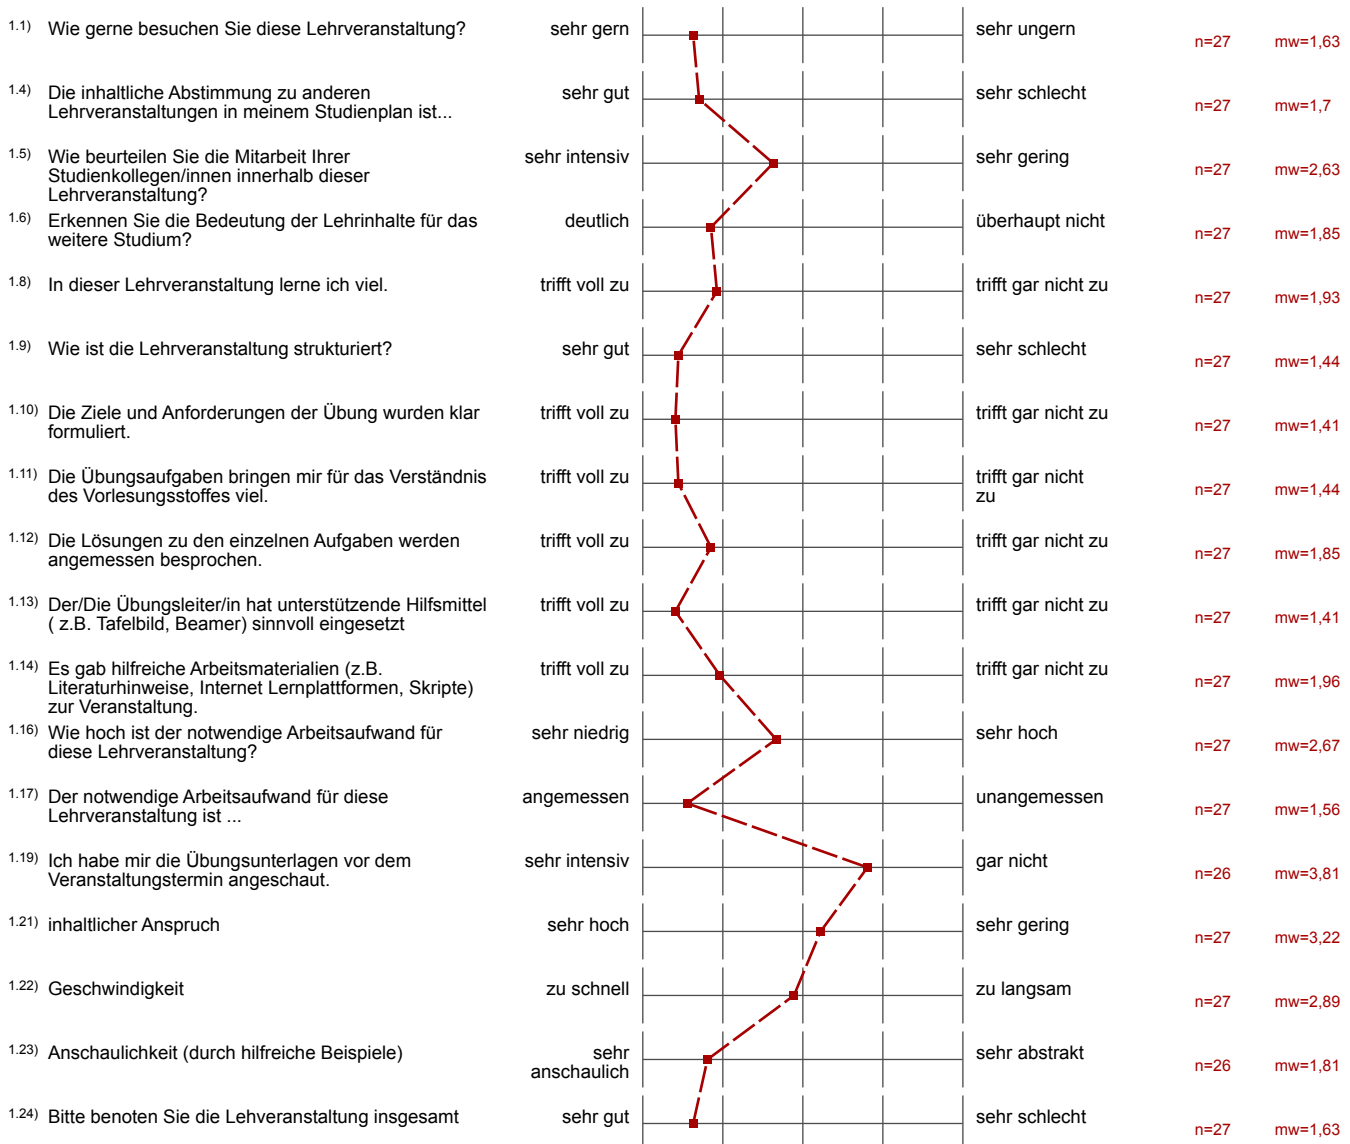 1.1) Wie gerne besuchen Sie diese Lehrveranstaltung? sehr gern sehr ungern n=27 mw=1,63
1.4) Die inhaltliche Abstimmung zu anderen
Lehrveranstaltungen in meinem Studienplan ist... sehr gut sehr schlecht n=27 mw=1,7
1.5) Wie beurteilen Sie die Mitarbeit Ihrer
Studienkollegen/innen innerhalb dieser
Lehrveranstaltung? sehr intensiv sehr gering n=27 mw=2,63
1.6) Erkennen Sie die Bedeutung der Lehrinhalte für das
weitere Studium? deutlich überhaupt nicht n=27 mw=1,85
1.8) In dieser Lehrveranstaltung lerne ich viel. trifft voll zu trifft gar nicht zu n=27 mw=1,93
1.9) Wie ist die Lehrveranstaltung strukturiert? sehr gut sehr schlecht n=27 mw=1,44
1.10) Die Ziele und Anforderungen der Übung wurden klar
formuliert. trifft voll zu trifft gar nicht zu n=27 mw=1,41
1.11) Die Übungsaufgaben bringen mir für das Verständnis
des Vorlesungsstoffes viel. trifft voll zu trifft gar nicht
zu n=27 mw=1,44
1.12) Die Lösungen zu den einzelnen Aufgaben werden
angemessen besprochen. trifft voll zu trifft gar nicht zu n=27 mw=1,85
1.13) Der/Die Übungsleiter/in hat unterstützende Hilfsmittel
( z.B. Tafelbild, Beamer) sinnvoll eingesetzt trifft voll zu trifft gar nicht zu n=27 mw=1,41
1.14) Es gab hilfreiche Arbeitsmaterialien (z.B.
Literaturhinweise, Internet Lernplattformen, Skripte)
zur Veranstaltung. trifft voll zu trifft gar nicht zu n=27 mw=1,96
1.16) Wie hoch ist der notwendige Arbeitsaufwand für
diese Lehrveranstaltung? sehr niedrig sehr hoch n=27 mw=2,67
1.17) Der notwendige Arbeitsaufwand für diese
Lehrveranstaltung ist ... angemessen unangemessen n=27 mw=1,56
1.19) Ich habe mir die Übungsunterlagen vor dem
Veranstaltungstermin angeschaut. sehr intensiv gar nicht n=26 mw=3,81
1.21) inhaltlicher Anspruch sehr hoch sehr gering n=27 mw=3,22
1.22) Geschwindigkeit zu schnell zu langsam n=27 mw=2,89
1.23) Anschaulichkeit (durch hilfreiche Beispiele) sehr
anschaulich sehr abstrakt n=26 mw=1,81
1.24) Bitte benoten Sie die Lehveranstaltung insgesamt sehr gut sehr schlecht n=27 mw=1,63